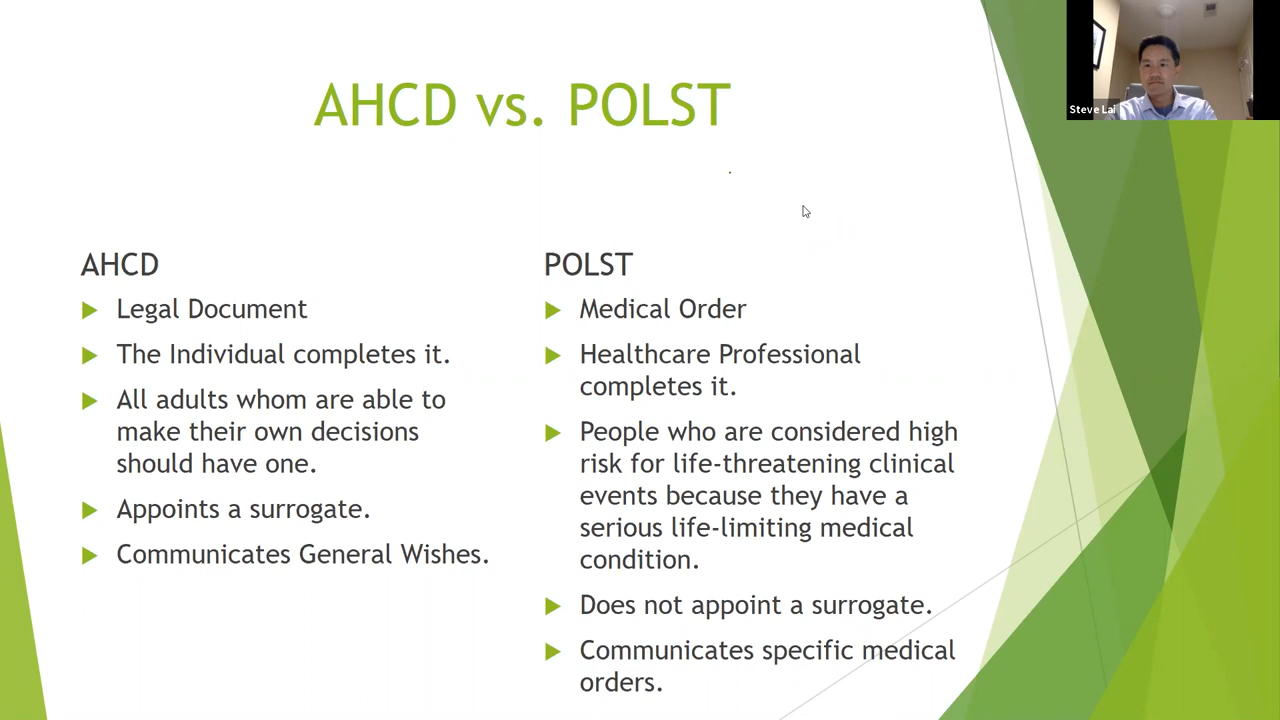 AHCD vs. POLST
Steve Lai
AHCD
Legal Document
The Individual completes it.
All adults whom are able to
make their own decisions
should have one.
Appoints a surrogate.
Communicates General Wishes.
POLST
Medical Order
Healthcare Professional
completes it.
People who are considered high
risk for life-threatening clinical
events because they have a
serious life-limiting medical
condition.
Does not appoint a surrogate.
Communicates specific medical
orders.